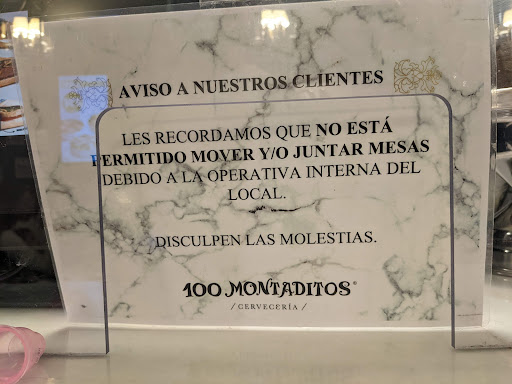 AVISO A NUESTROS CLIENTES
LES RECORDAMOS QUE NO ESTÁ
PERMITIDO MOVER Y/O JUNTAR MESAS
DEBIDO A LA OPERATIVA INTERNA DEL
LOCAL.
DISCULPEN LAS MOLESTIAS.
100 MONTADITOS®
/ CERVECERÍA /